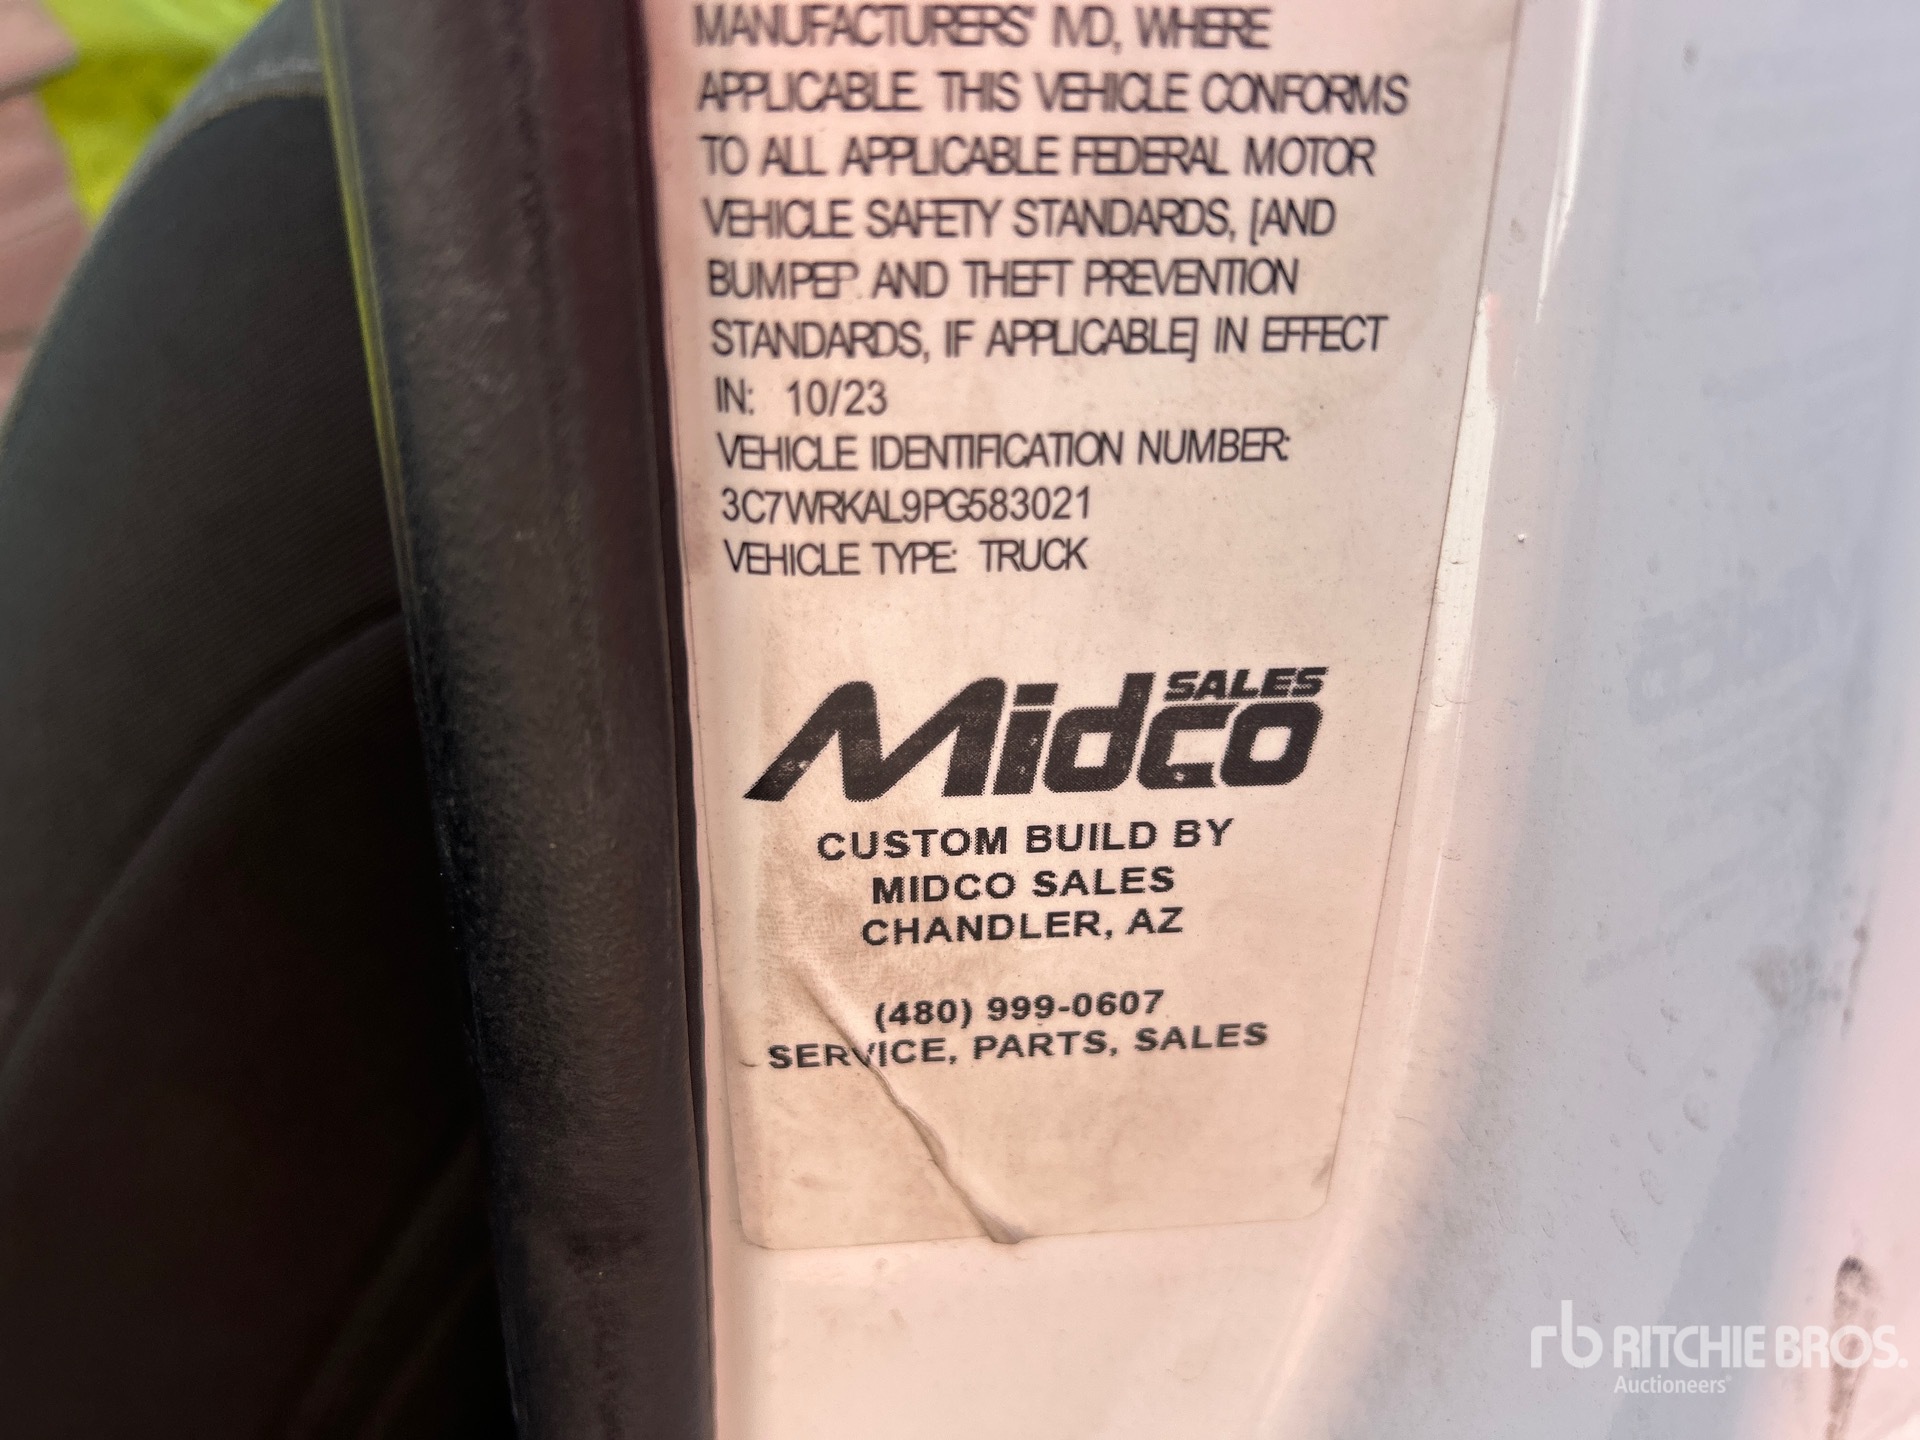 MANUFACTURERS' IVD, WHERE
APPLICABLE. THIS VEHICLE CONFORMS
TO ALL APPLICABLE FEDERAL MOTOR
VEHICLE SAFETY STANDARDS, [AND
BUMPER AND THEFT PREVENTION
STANDARDS, IF APPLICABLE] IN EFFECT
IN: 10/23
VEHICLE IDENTIFICATION NUMBER:
3C7WRKAL9PG583021
VEHICLE TYPE: TRUCK
Midco SALES
CUSTOM BUILD BY
MIDCO SALES
CHANDLER, AZ
(480) 999-0607
SERVICE, PARTS, SALES
rb RITCHIE BROS.
Auctioneers